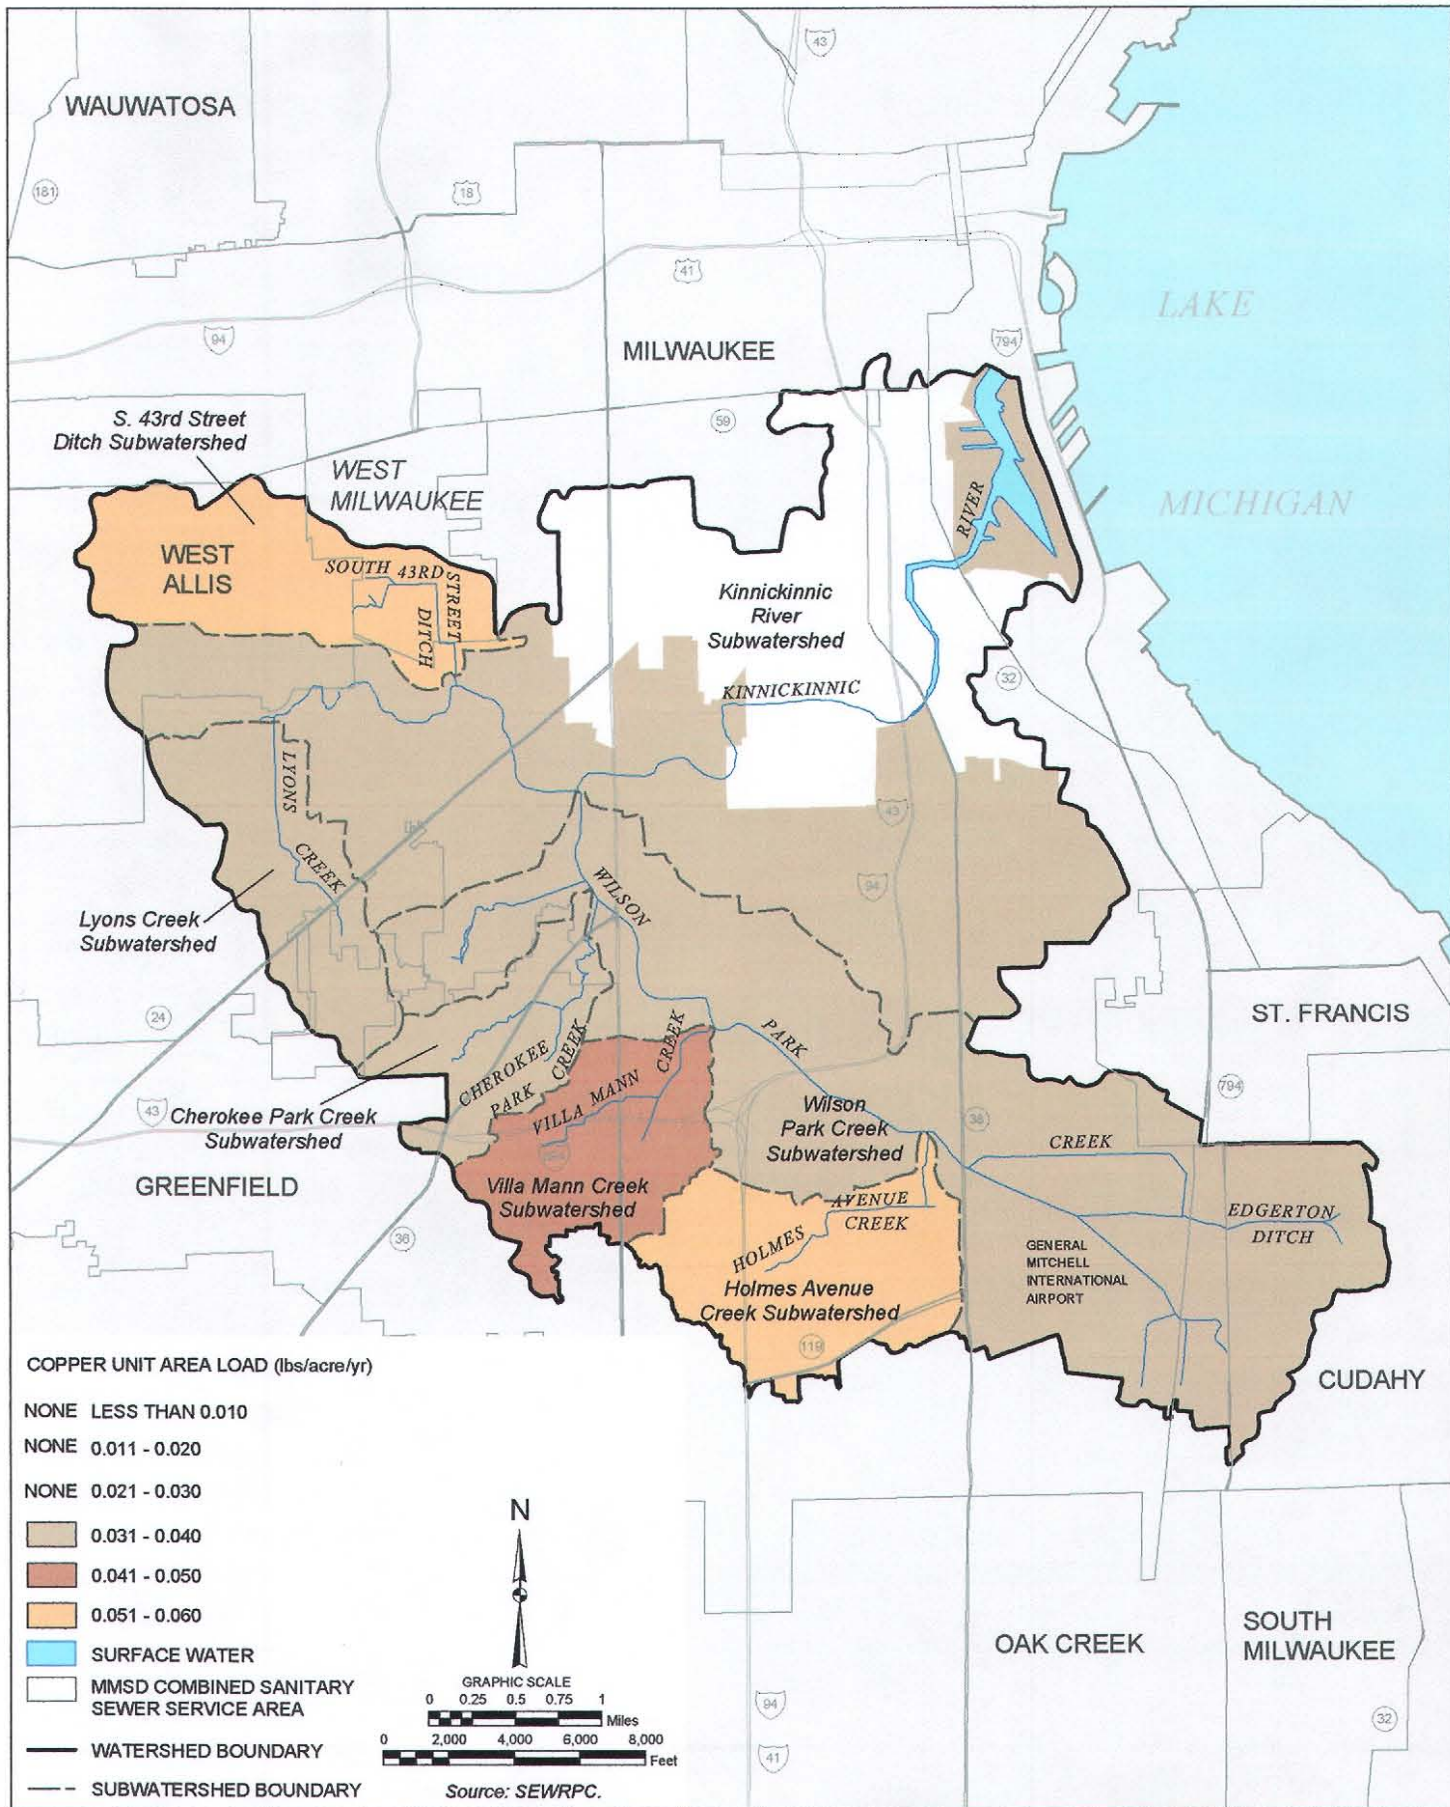 WAUWATOSA
43
181
18
41
94
MILWAUKEE
794
LAKE
MICHIGAN
S. 43rd Street
Ditch Subwatershed
59
WEST
MILWAUKEE
WEST
ALLIS
SOUTH 43RD
STREET
DITCH
RIVER
Kinnickinnic
River
Subwatershed
KINNICKINNIC
32
LYONS
CREEK
43
94
WILSON
Lyons Creek
Subwatershed
24
ST. FRANCIS
PARK
CREEK
CHEROKEE
PARK
CREEK
VILLA MANN
CREEK
794
43
Cherokee Park Creek
Subwatershed
Wilson
Park Creek
Subwatershed
38
GREENFIELD
Villa Mann Creek
Subwatershed
36
HOLMES
AVENUE
CREEK
EDGERTON
DITCH
GENERAL
MITCHELL
INTERNATIONAL
AIRPORT
Holmes Avenue
Creek Subwatershed
119
CUDAHY
COPPER UNIT AREA LOAD (lbs/acre/yr)
NONE LESS THAN 0.010
NONE 0.011 - 0.020
NONE 0.021 - 0.030
0.031 - 0.040
0.041 - 0.050
0.051 - 0.060
SURFACE WATER
MMSD COMBINED SANITARY
SEWER SERVICE AREA
WATERSHED BOUNDARY
SUBWATERSHED BOUNDARY
N
GRAPHIC SCALE
0 0.25 0.5 0.75 1
Miles
0 2,000 4,000 6,000 8,000
Feet
Source: SEWRPC.
OAK CREEK
SOUTH
MILWAUKEE
94
41
32